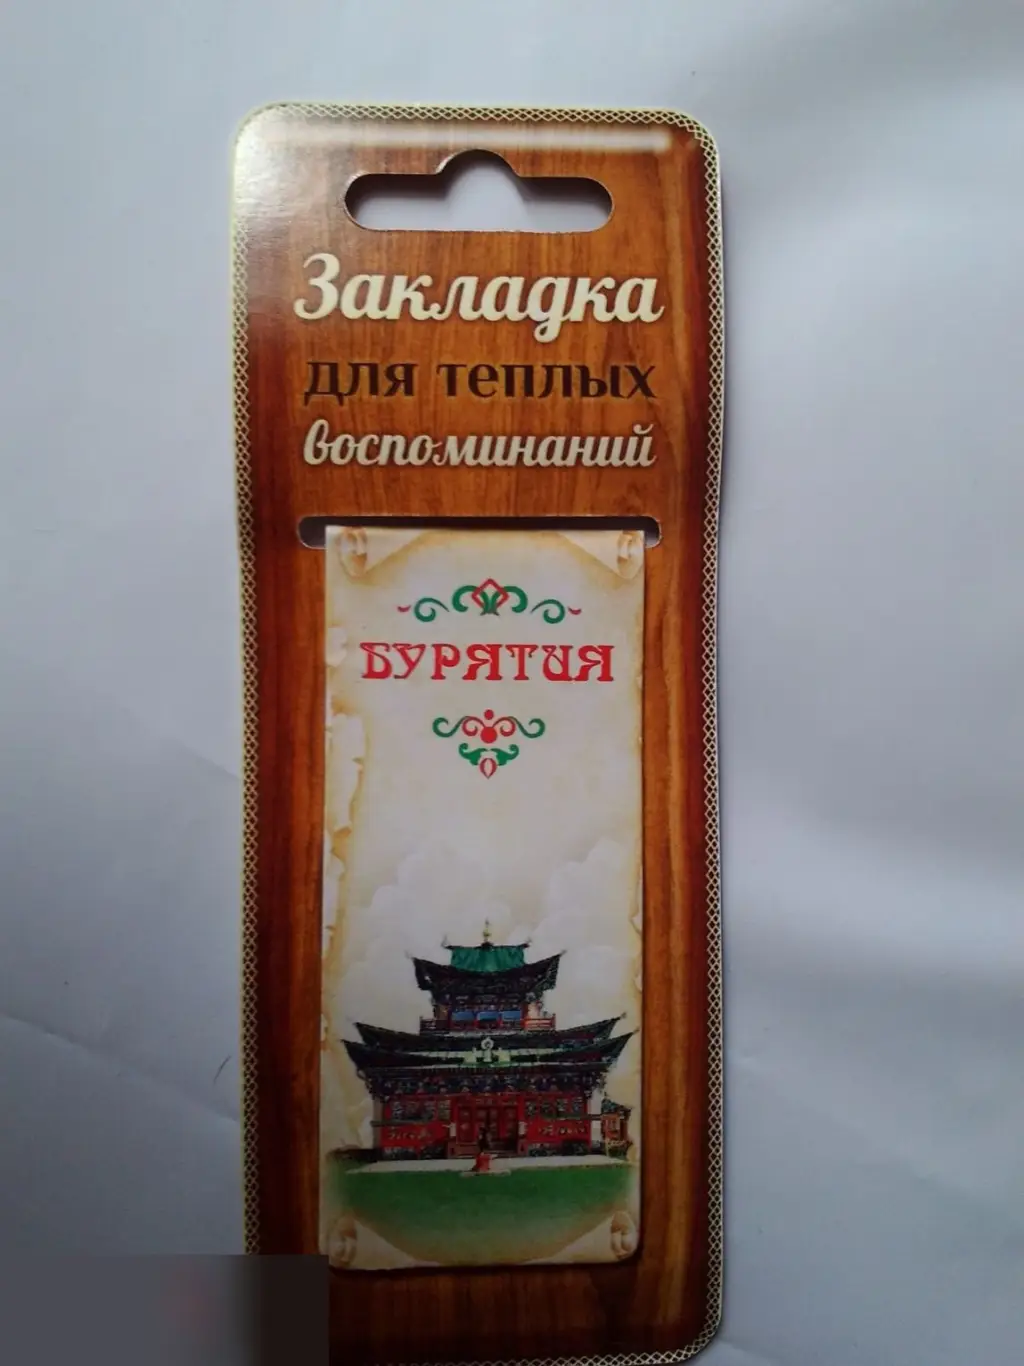 Закладка
для теплых
воспоминаний
БУРЯТИЯ